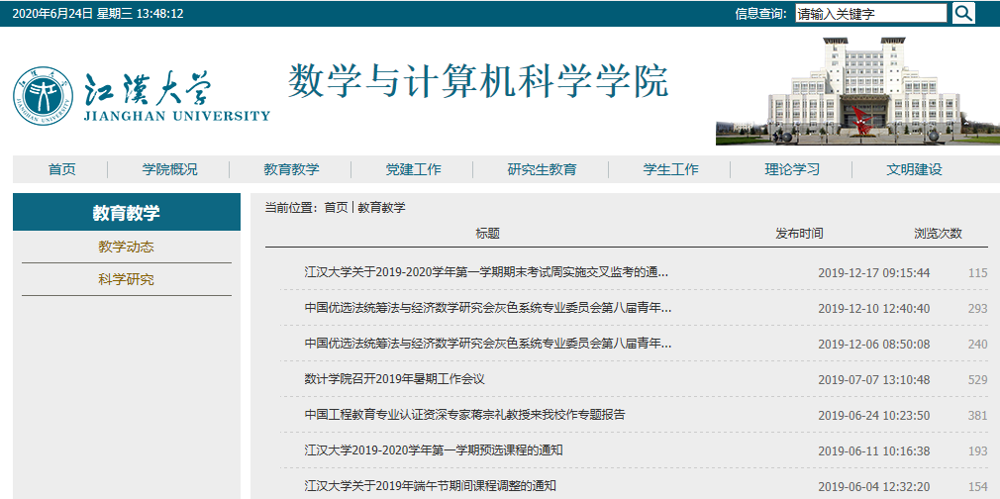 2020年6月24日 星期三 13:48:12 信息查询: 请输入关键字
江漢大学 数学与计算机科学学院
JIANGHAN UNIVERSITY
首页 学院概况 教育教学 党建工作 研究生教育 学生工作 理论学习 文明建设
教育教学
教学动态
科学研究
当前位置: 首页 | 教育教学
标题 发布时间 浏览次数
江汉大学关于2019-2020学年第一学期期末考试周实施交叉监考的通... 2019-12-17 09:15:44 115
中国优选法统筹法与经济数学研究会灰色系统专业委员会第八届青年... 2019-12-10 12:40:40 293
中国优选法统筹法与经济数学研究会灰色系统专业委员会第八届青年... 2019-12-06 08:50:08 240
数计学院召开2019年暑期工作会议 2019-07-07 13:10:48 529
中国工程教育专业认证资深专家蒋宗礼教授来我校作专题报告 2019-06-24 10:23:50 381
江汉大学2019-2020学年第一学期预选课程的通知 2019-06-11 10:16:38 193
江汉大学关于2019年端午节期间课程调整的通知 2019-06-04 12:32:20 154